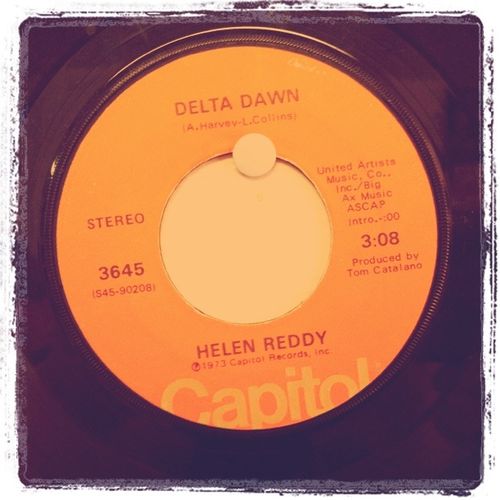 DELTA DAWN
(A.Harvey-L.Collins)
United Artists
Music, Co.,
Inc./Big
Ax Music
ASCAP
Intro.-:00
STEREO
3:08
3645
(S45-90208)
Produced by
Tom Catalano
HELEN REDDY
℗1973 Capitol Records, Inc.
Capitol